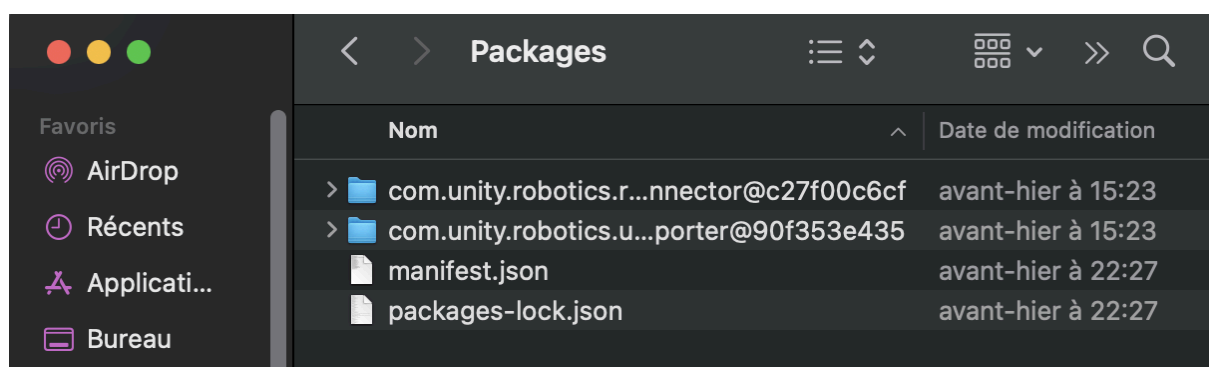 Packages
Favoris
AirDrop
Récents
Applicati...
Bureau
Nom
Date de modification
com.unity.robotics.r...nnector@c27f00c6cf
avant-hier à 15:23
com.unity.robotics.u...porter@90f353e435
avant-hier à 15:23
manifest.json
avant-hier à 22:27
packages-lock.json
avant-hier à 22:27